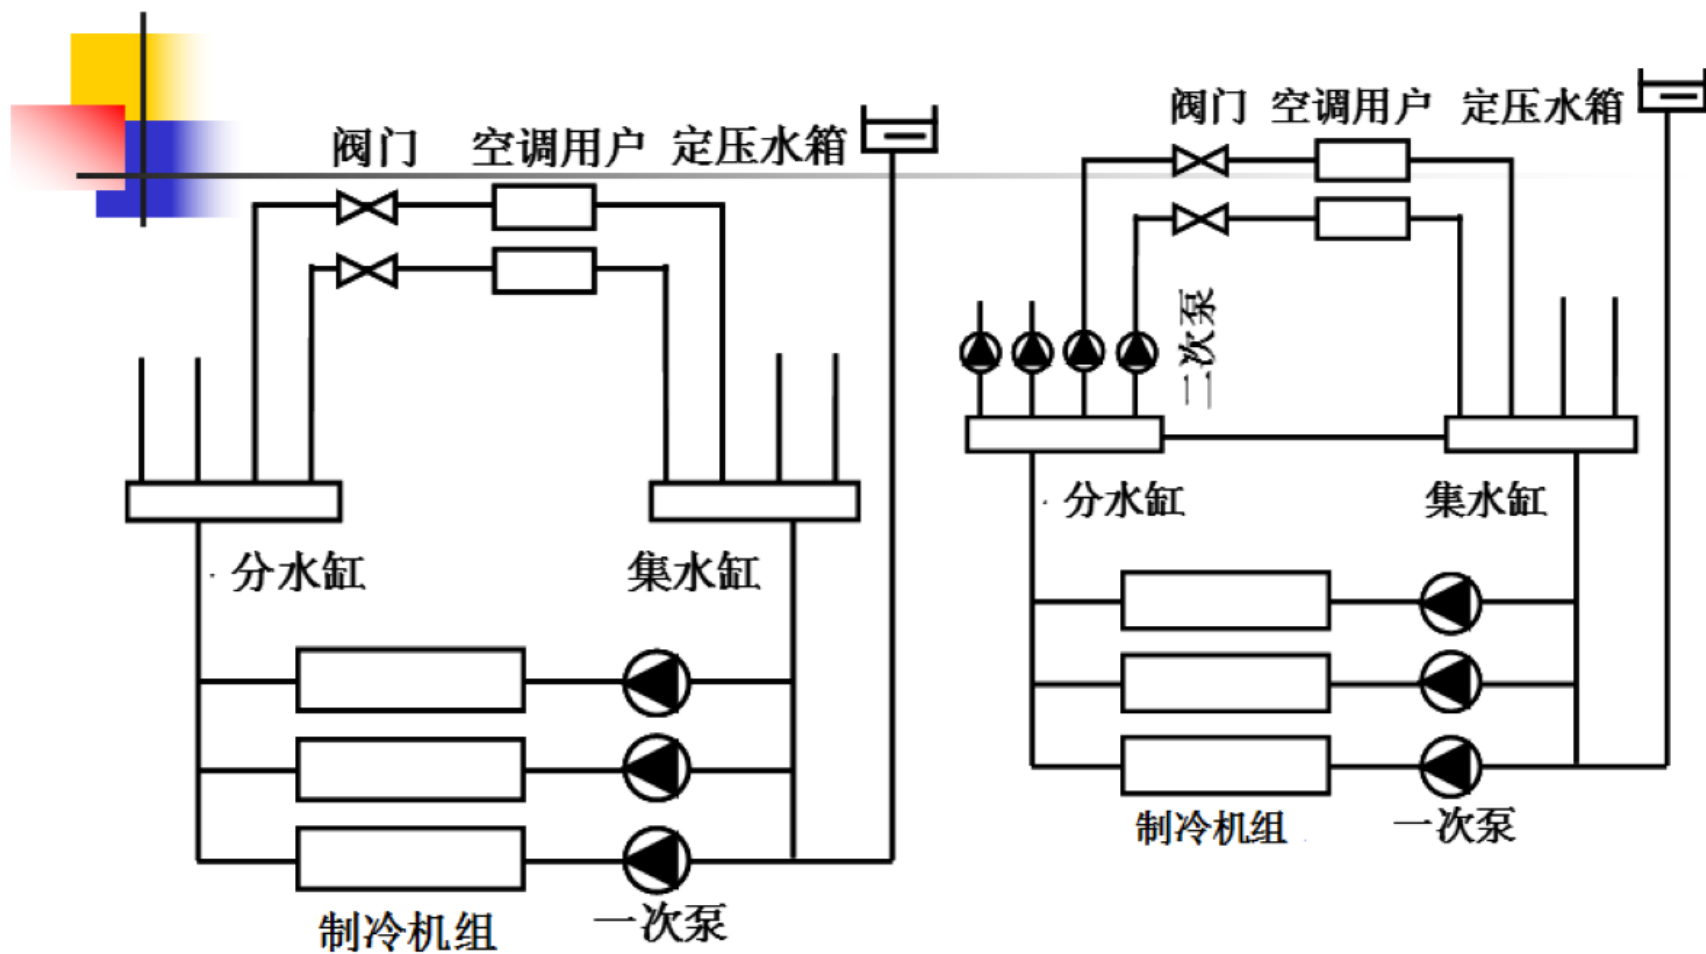 阀门 空调用户 定压水箱
分水缸 集水缸
制冷机组 一次泵
阀门 空调用户 定压水箱
二次泵
分水缸 集水缸
制冷机组 一次泵